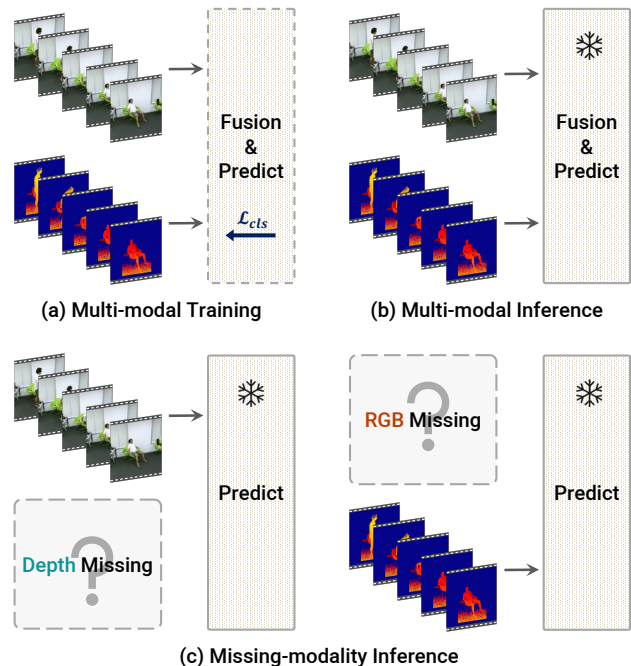 Fusion
&
Predict
ℒcls
(a) Multi-modal Training
Fusion
&
Predict
(b) Multi-modal Inference
Predict
Depth Missing
?
RGB Missing
?
Predict
(c) Missing-modality Inference